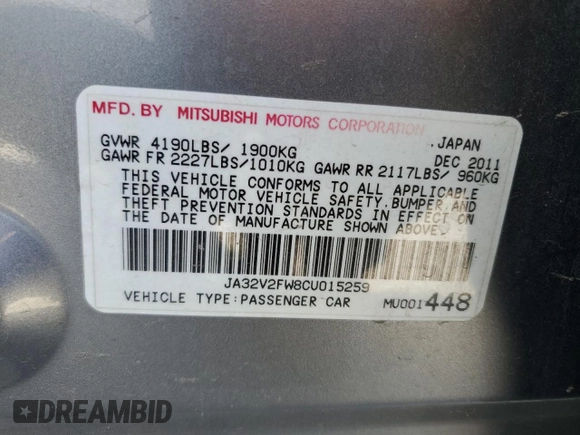 MFD. BY MITSUBISHI MOTORS CORPORATION
JAPAN
GVWR 4190LBS/ 1900KG DEC 2011
GAWR FR 2227LBS/1010KG GAWR RR 2117LBS/ 960KG
THIS VEHICLE CONFORMS TO ALL APPLICABLE
FEDERAL MOTOR VEHICLE SAFETY,BUMPER,AND
THEFT PREVENTION STANDARDS IN EFFECT ON
THE DATE OF MANUFACTURE SHOWN ABOVE.
JA32V2FW8CU015259
VEHICLE TYPE:PASSENGER CAR MU001448
DREAMBID